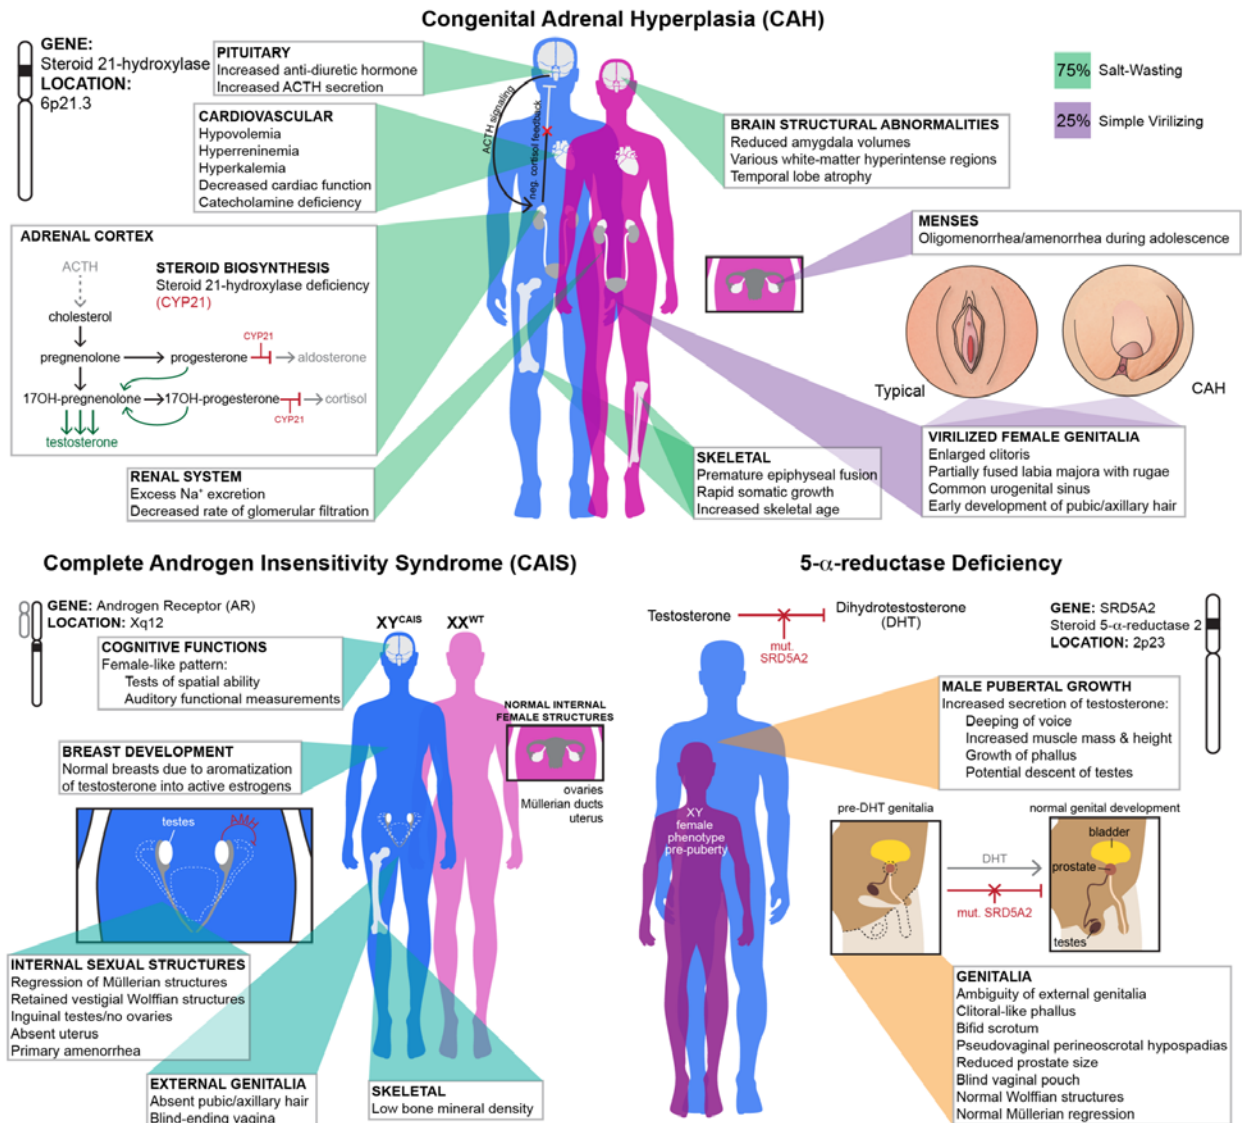 Congenital Adrenal Hyperplasia (CAH)
GENE:
Steroid 21-hydroxylase
LOCATION:
6p21.3
PITUITARY
Increased anti-diuretic hormone
Increased ACTH secretion
CARDIOVASCULAR
Hypovolemia
Hyperreninemia
Hyperkalemia
Decreased cardiac function
Catecholamine deficiency
ACTH signaling
neg. cortisol feedback
BRAIN STRUCTURAL ABNORMALITIES
Reduced amygdala volumes
Various white-matter hyperintense regions
Temporal lobe atrophy
75% Salt-Wasting
25% Simple Virilizing
ADRENAL CORTEX
STEROID BIOSYNTHESIS
Steroid 21-hydroxylase deficiency
(CYP21)
ACTH
cholesterol
CYP21
pregnenolone progesterone aldosterone
17OH-pregnenolone 17OH-progesterone cortisol
CYP21
testosterone
MENSES
Oligomenorrhea/amenorrhea during adolescence
Typical
CAH
RENAL SYSTEM
Excess Na⁺ excretion
Decreased rate of glomerular filtration
SKELETAL
Premature epiphyseal fusion
Rapid somatic growth
Increased skeletal age
VIRILIZED FEMALE GENITALIA
Enlarged clitoris
Partially fused labia majora with rugae
Common urogenital sinus
Early development of pubic/axillary hair
Complete Androgen Insensitivity Syndrome (CAIS)
GENE: Androgen Receptor (AR)
LOCATION: Xq12
XY^CAIS XX^WT
COGNITIVE FUNCTIONS
Female-like pattern:
Tests of spatial ability
Auditory functional measurements
NORMAL INTERNAL
FEMALE STRUCTURES
ovaries
Müllerian ducts
uterus
BREAST DEVELOPMENT
Normal breasts due to aromatization
of testosterone into active estrogens
testes
AMH
INTERNAL SEXUAL STRUCTURES
Regression of Müllerian structures
Retained vestigial Wolffian structures
Inguinal testes/no ovaries
Absent uterus
Primary amenorrhea
EXTERNAL GENITALIA
Absent pubic/axillary hair
Blind-ending vagina
SKELETAL
Low bone mineral density
5-α-reductase Deficiency
Testosterone
Dihydrotestosterone
(DHT)
mut.
SRD5A2
GENE: SRD5A2
Steroid 5-α-reductase 2
LOCATION: 2p23
MALE PUBERTAL GROWTH
Increased secretion of testosterone:
Deeping of voice
Increased muscle mass & height
Growth of phallus
Potential descent of testes
XY
female
phenotype
pre-puberty
pre-DHT genitalia
normal genital development
bladder
DHT
prostate
mut. SRD5A2
testes
GENITALIA
Ambiguity of external genitalia
Clitoral-like phallus
Bifid scrotum
Pseudovaginal perineoscrotal hypospadias
Reduced prostate size
Blind vaginal pouch
Normal Wolffian structures
Normal Müllerian regression